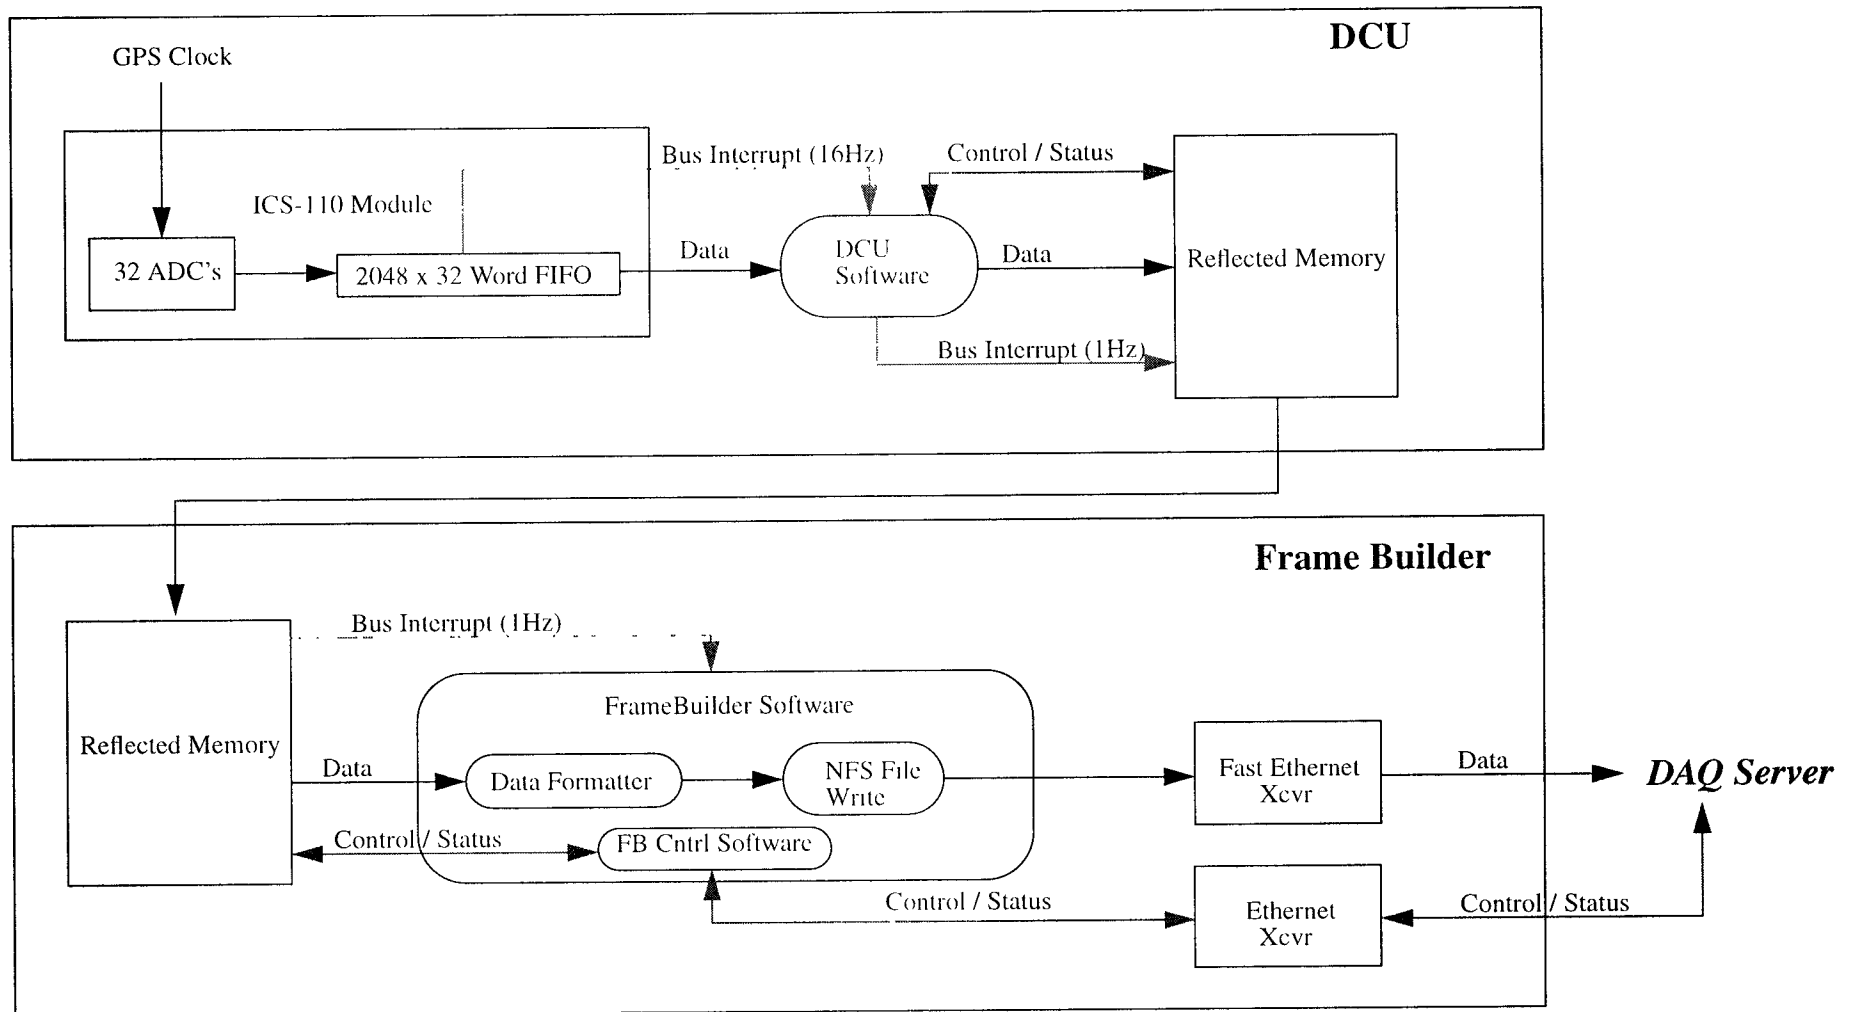 DCU
GPS Clock
Bus Interrupt (16Hz)
Control / Status
ICS-110 Module
32 ADC's
2048 x 32 Word FIFO
Data
DCU
Software
Data
Reflected Memory
Bus Interrupt (1Hz)
Frame Builder
Bus Interrupt (1Hz)
FrameBuilder Software
Reflected Memory
Data
Data Formatter
NFS File
Write
Fast Ethernet
Xcvr
Data
DAQ Server
Control / Status
FB Cntrl Software
Control / Status
Ethernet
Xcvr
Control / Status